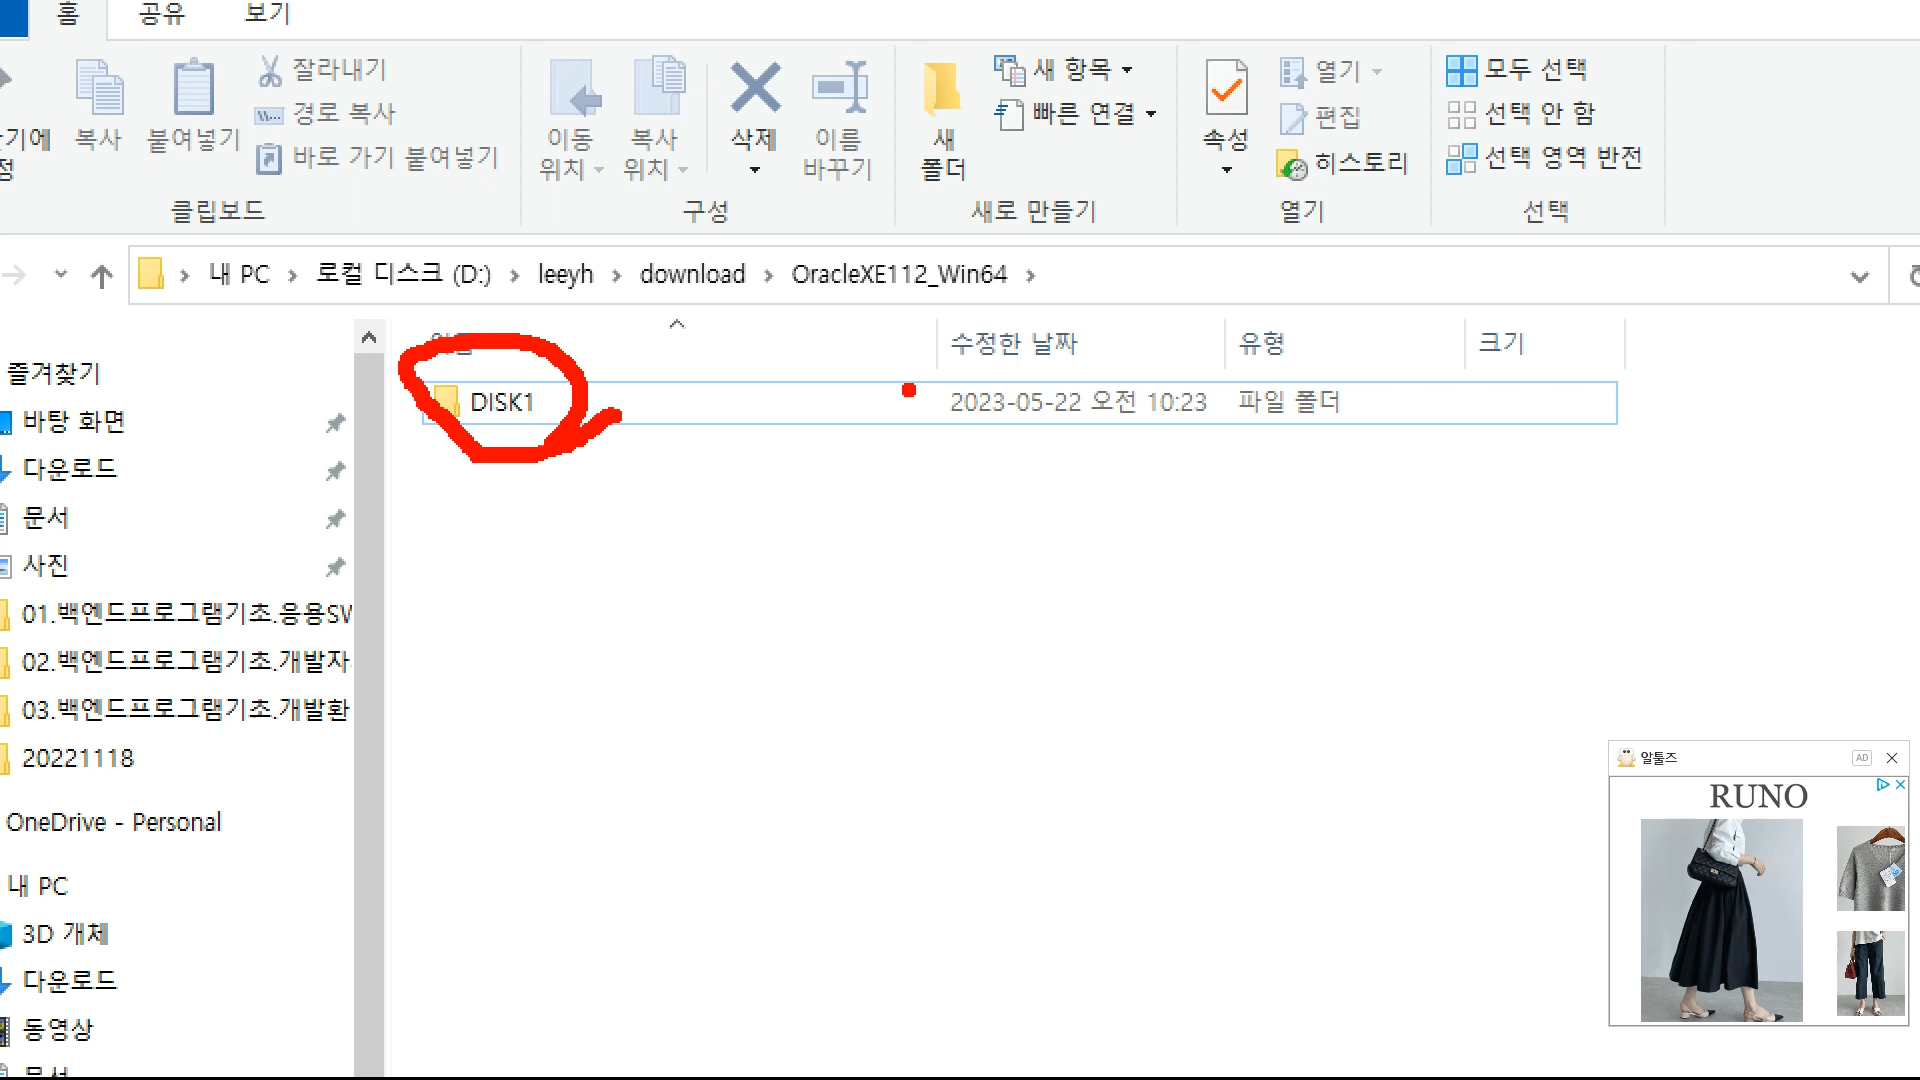 홈 공유 보기
잘라내기
경로 복사
바로 가기 붙여넣기
복사
붙여넣기
클립보드
이동
위치
복사
위치
삭제
이름
바꾸기
구성
새
폴더
새 항목
빠른 연결
새로 만들기
속성
열기
편집
히스토리
열기
모두 선택
선택 안 함
선택 영역 반전
선택
내 PC 로컬 디스크 (D:) leeyh download OracleXE112_Win64
수정한 날짜 유형 크기
DISK1 2023-05-22 오전 10:23 파일 폴더
즐겨찾기
바탕 화면
다운로드
문서
사진
01.백엔드프로그램기초.응용SW
02.백엔드프로그램기초.개발자
03.백엔드프로그램기초.개발환
20221118
OneDrive - Personal
내 PC
3D 개체
다운로드
동영상
알툴즈 AD
RUNO